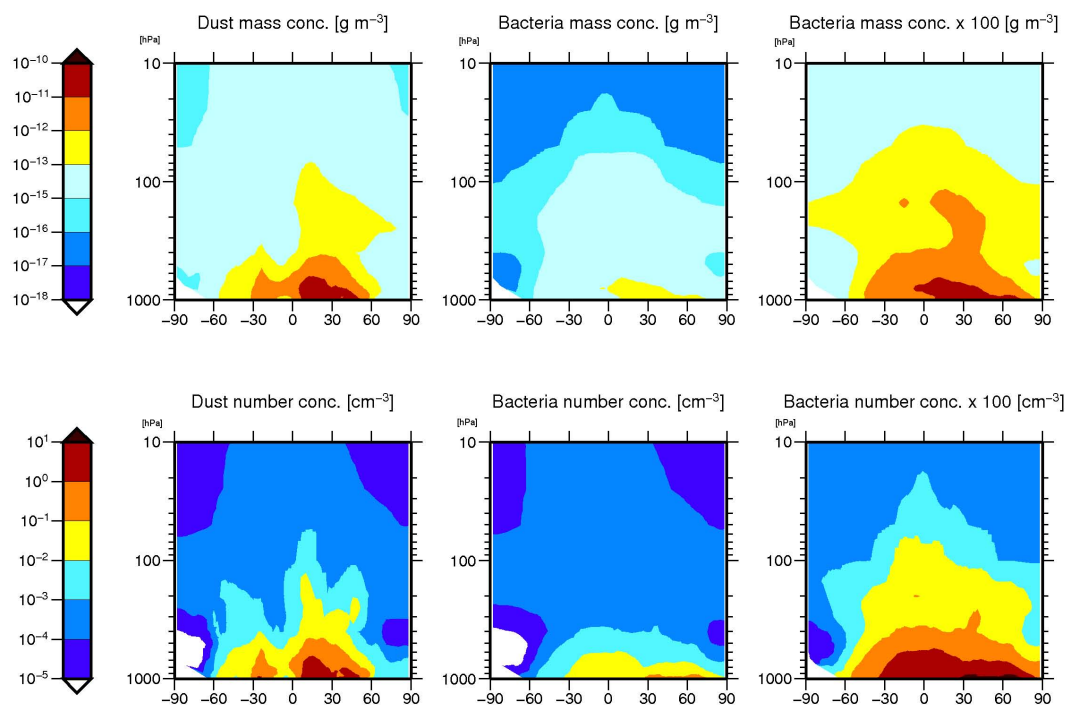 Dust mass conc. [g m⁻³]
Bacteria mass conc. [g m⁻³]
Bacteria mass conc. x 100 [g m⁻³]
[hPa]
[hPa]
[hPa]
10⁻¹⁰
10⁻¹¹
10⁻¹²
10⁻¹³
10⁻¹⁵
10⁻¹⁶
10⁻¹⁷
10⁻¹⁸
10
100
1000
10
100
1000
10
100
1000
−90 −60 −30 0 30 60 90
−90 −60 −30 0 30 60 90
−90 −60 −30 0 30 60 90
Dust number conc. [cm⁻³]
Bacteria number conc. [cm⁻³]
Bacteria number conc. x 100 [cm⁻³]
[hPa]
[hPa]
[hPa]
10¹
10⁰
10⁻¹
10⁻²
10⁻³
10⁻⁴
10⁻⁵
10
100
1000
10
100
1000
10
100
1000
−90 −60 −30 0 30 60 90
−90 −60 −30 0 30 60 90
−90 −60 −30 0 30 60 90